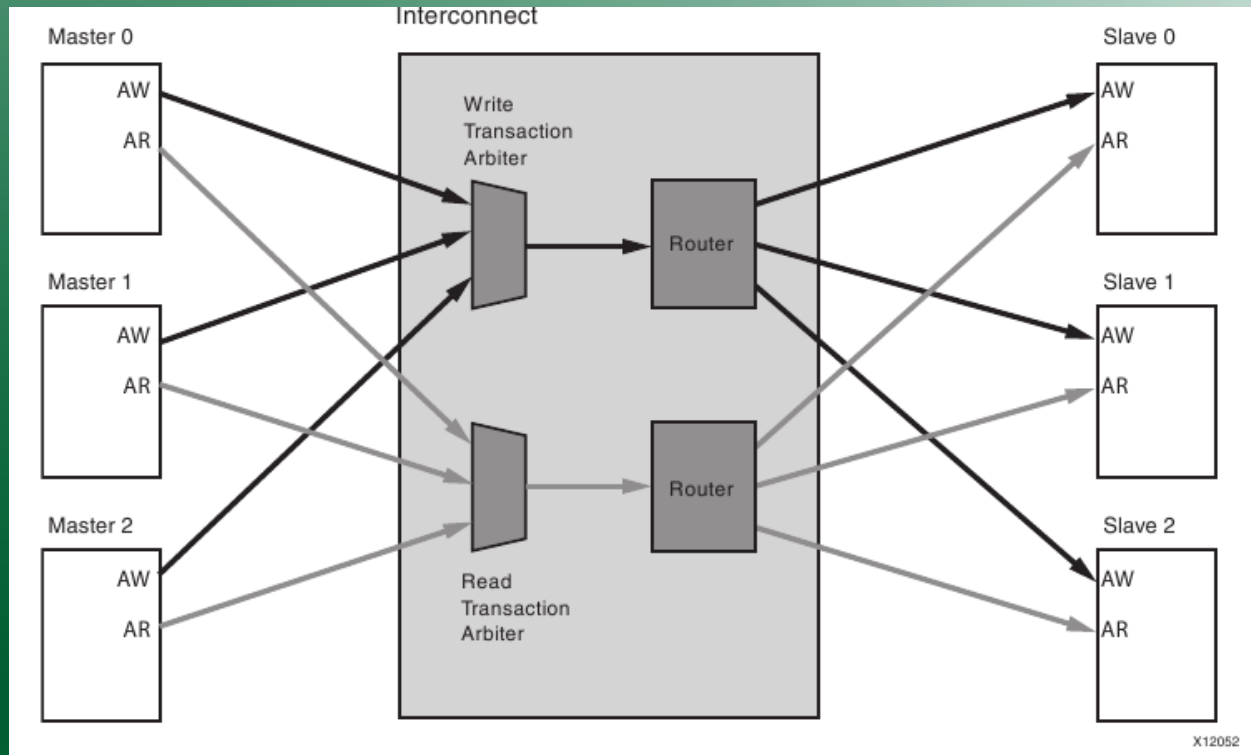 Interconnect
Master 0
AW
AR
Master 1
AW
AR
Master 2
AW
AR
Write
Transaction
Arbiter
Router
Read
Transaction
Arbiter
Router
Slave 0
AW
AR
Slave 1
AW
AR
Slave 2
AW
AR
X12052